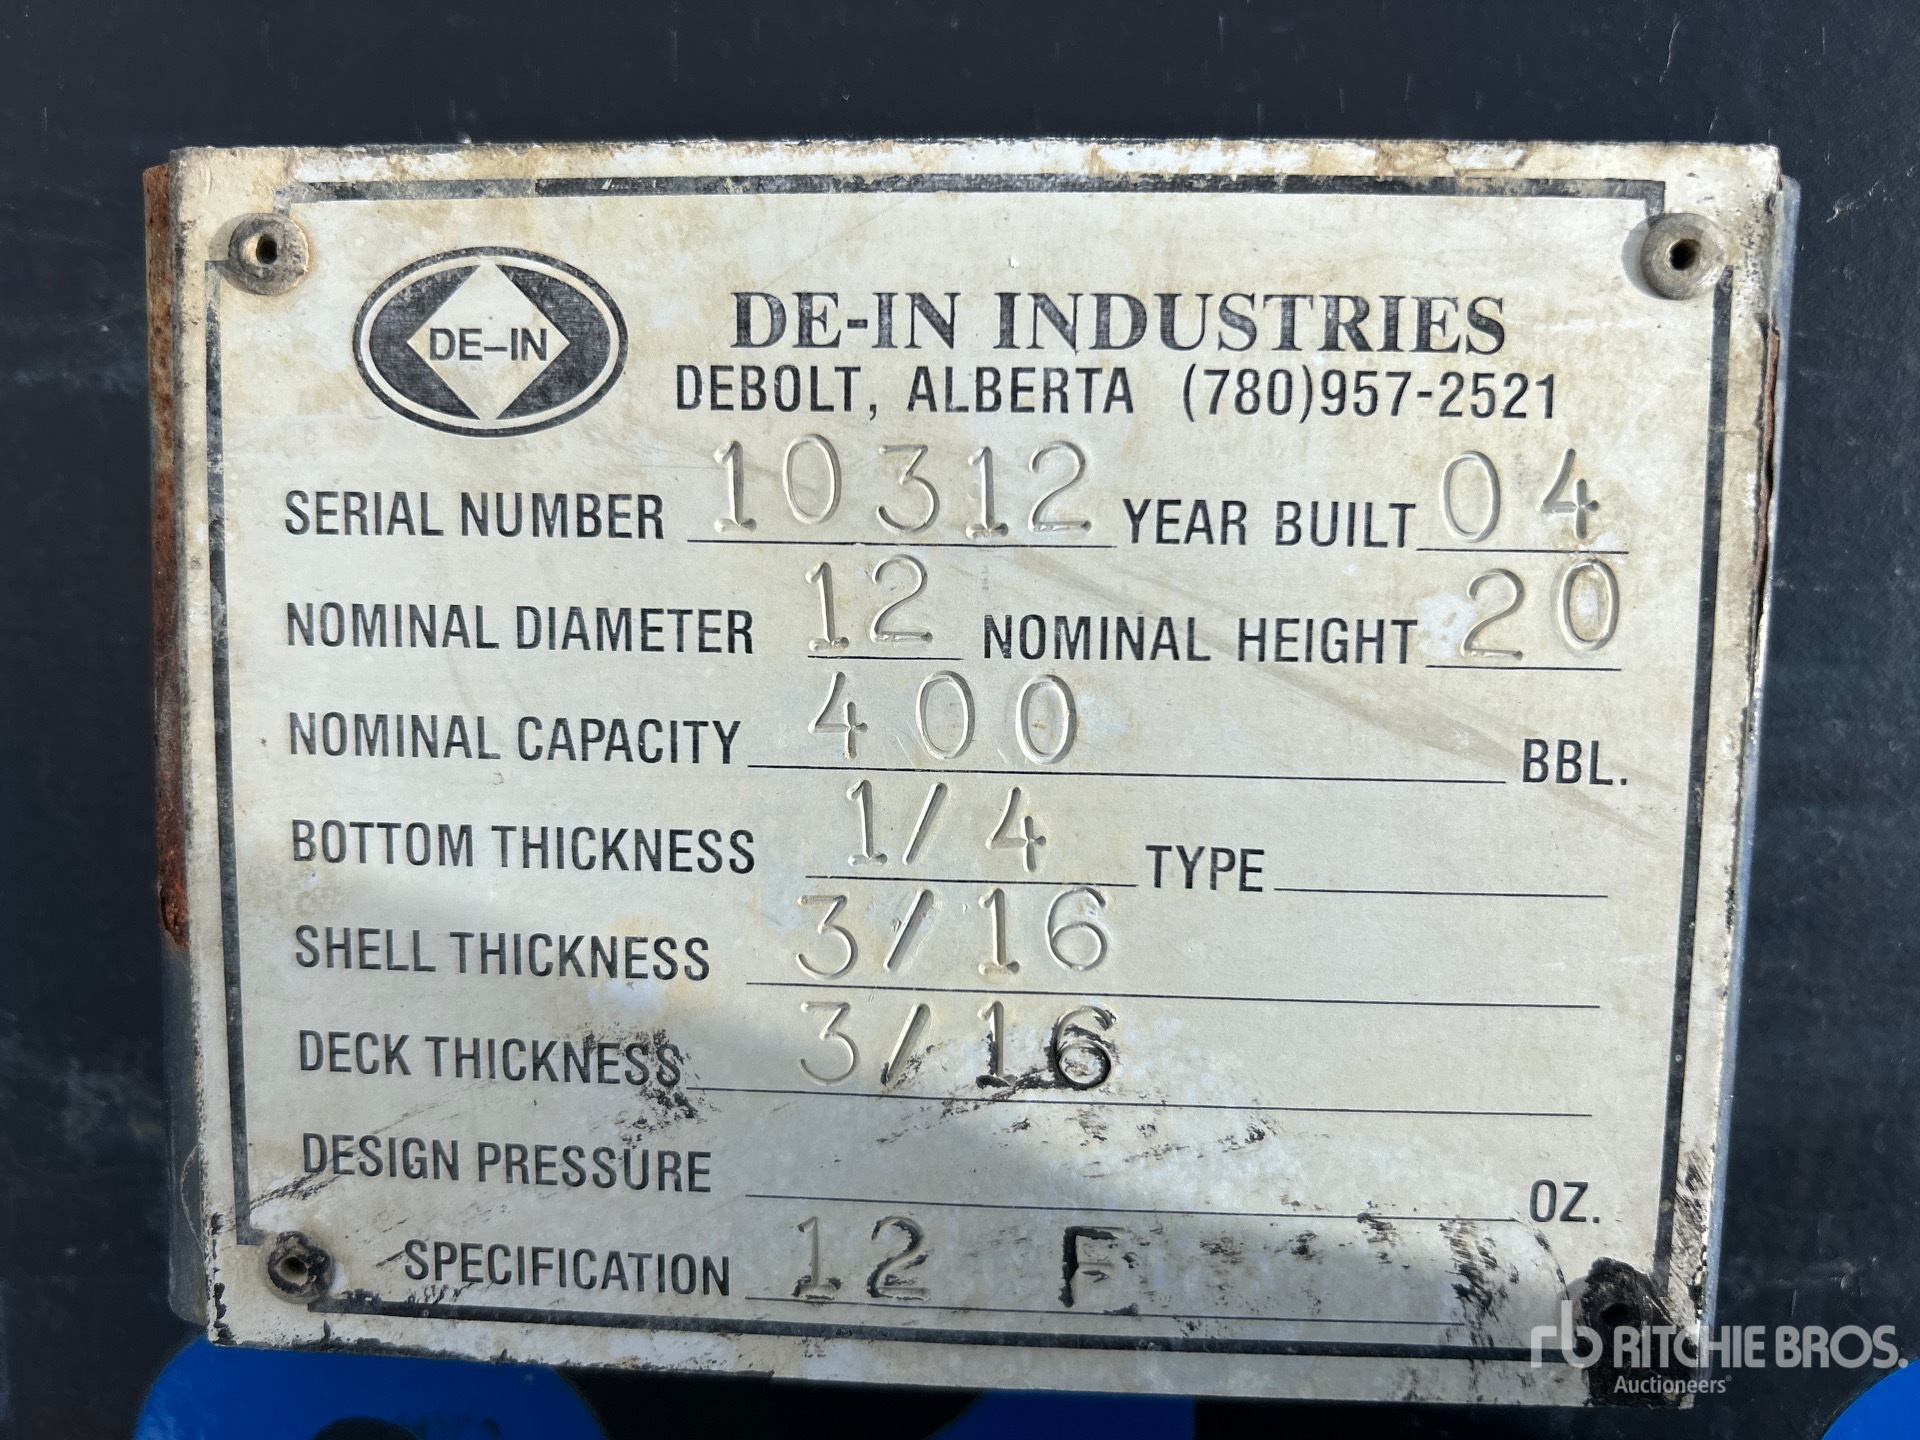 DE-IN
DE-IN INDUSTRIES
DEBOLT, ALBERTA (780)957-2521
SERIAL NUMBER 10312 YEAR BUILT 04
NOMINAL DIAMETER 12 NOMINAL HEIGHT 20
NOMINAL CAPACITY 400 BBL.
BOTTOM THICKNESS 1/4 TYPE
SHELL THICKNESS 3/16
DECK THICKNESS 3/16
DESIGN PRESSURE OZ.
SPECIFICATION 12 F
rb RITCHIE BROS.
Auctioneers